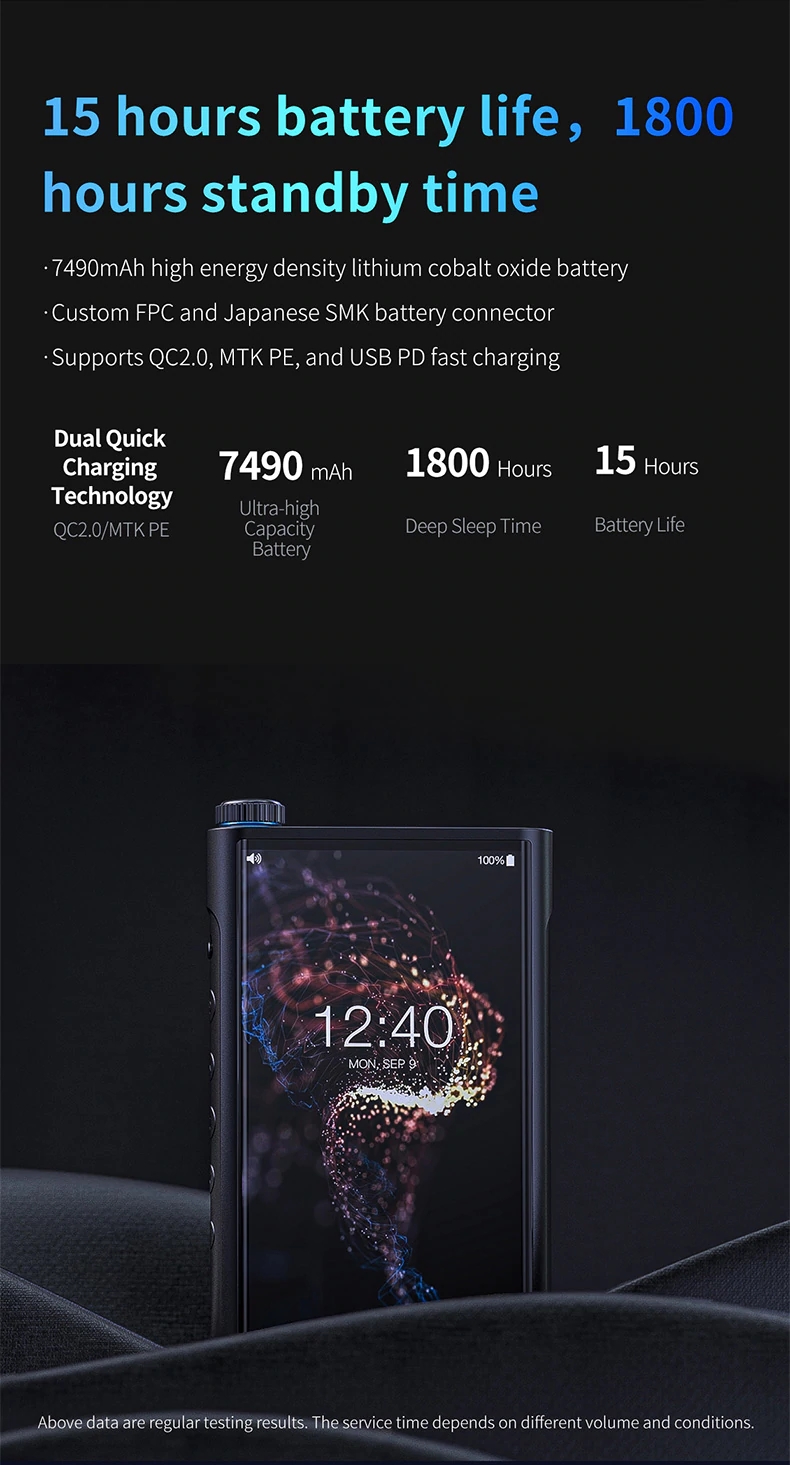 15 hours battery life，1800
hours standby time
·7490mAh high energy density lithium cobalt oxide battery
·Custom FPC and Japanese SMK battery connector
·Supports QC2.0, MTK PE, and USB PD fast charging
Dual Quick
Charging
Technology
QC2.0/MTK PE
7490 mAh
Ultra-high
Capacity
Battery
1800 Hours
Deep Sleep Time
15 Hours
Battery Life
100%
12:40
MON, SEP 9
Above data are regular testing results. The service time depends on different volume and conditions.